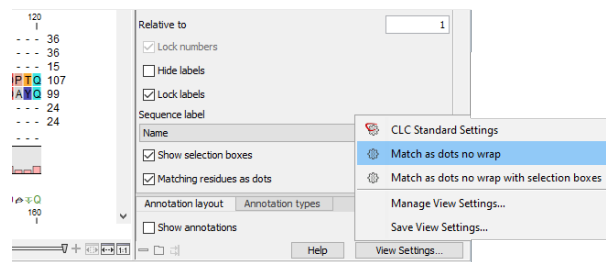 120
- - - 36
- - - 36
- - - 15
PTQ 107
AYQ 99
- - - 24
- - - 24
- - -
160
Relative to 1
Lock numbers
Hide labels
Lock labels
Sequence label
Name
Show selection boxes
Matching residues as dots
Annotation layout Annotation types
Show annotations
Help View Settings...
CLC Standard Settings
Match as dots no wrap
Match as dots no wrap with selection boxes
Manage View Settings...
Save View Settings...